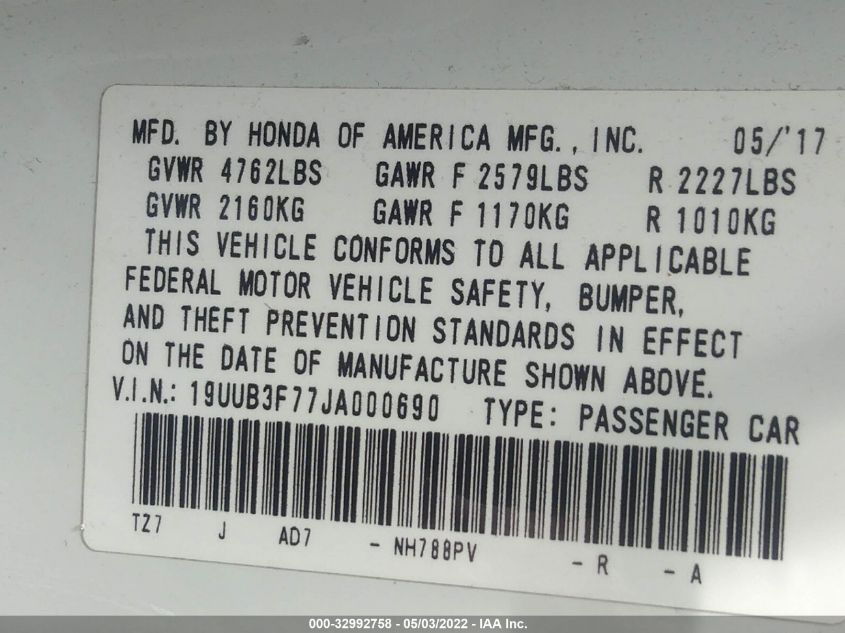 MFD. BY HONDA OF AMERICA MFG., INC. 05/'17
GVWR 4762LBS GAWR F 2579LBS R 2227LBS
GVWR 2160KG GAWR F 1170KG R 1010KG
THIS VEHICLE CONFORMS TO ALL APPLICABLE
FEDERAL MOTOR VEHICLE SAFETY, BUMPER,
AND THEFT PREVENTION STANDARDS IN EFFECT
ON THE DATE OF MANUFACTURE SHOWN ABOVE.
V.I.N.: 19UUB3F77JA000690 TYPE: PASSENGER CAR
TZ7 J AD7 - NH788PV - R - A
000-32992758 - 05/03/2022 - IAA Inc.